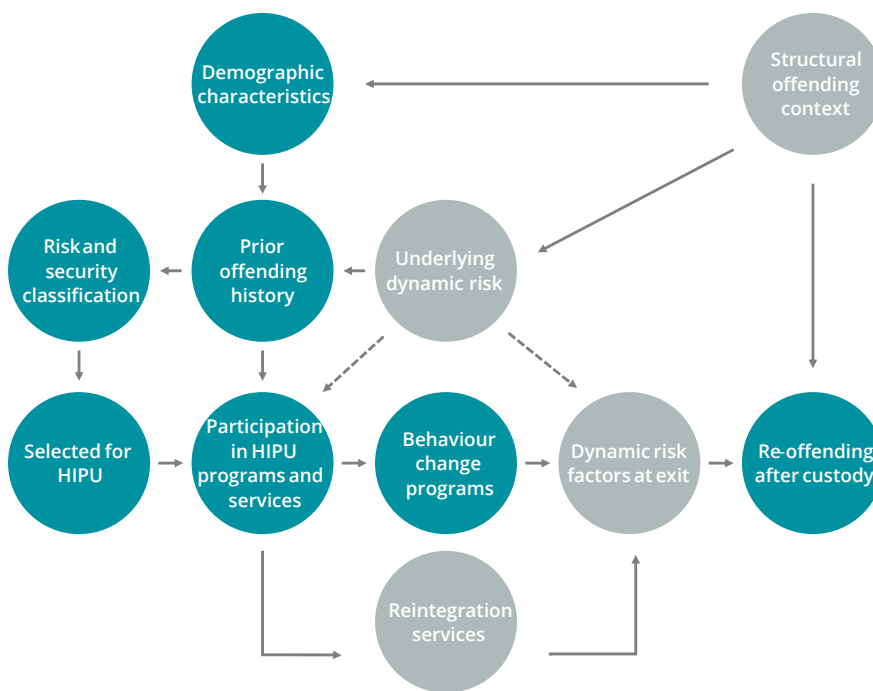 Demographic
characteristics
Structural
offending
context
Risk and
security
classification
Prior
offending
history
Underlying
dynamic risk
Selected for
HIPU
Participation
in HIPU
programs and
services
Behaviour
change
programs
Dynamic risk
factors at exit
Re-offending
after custody
Reintegration
services